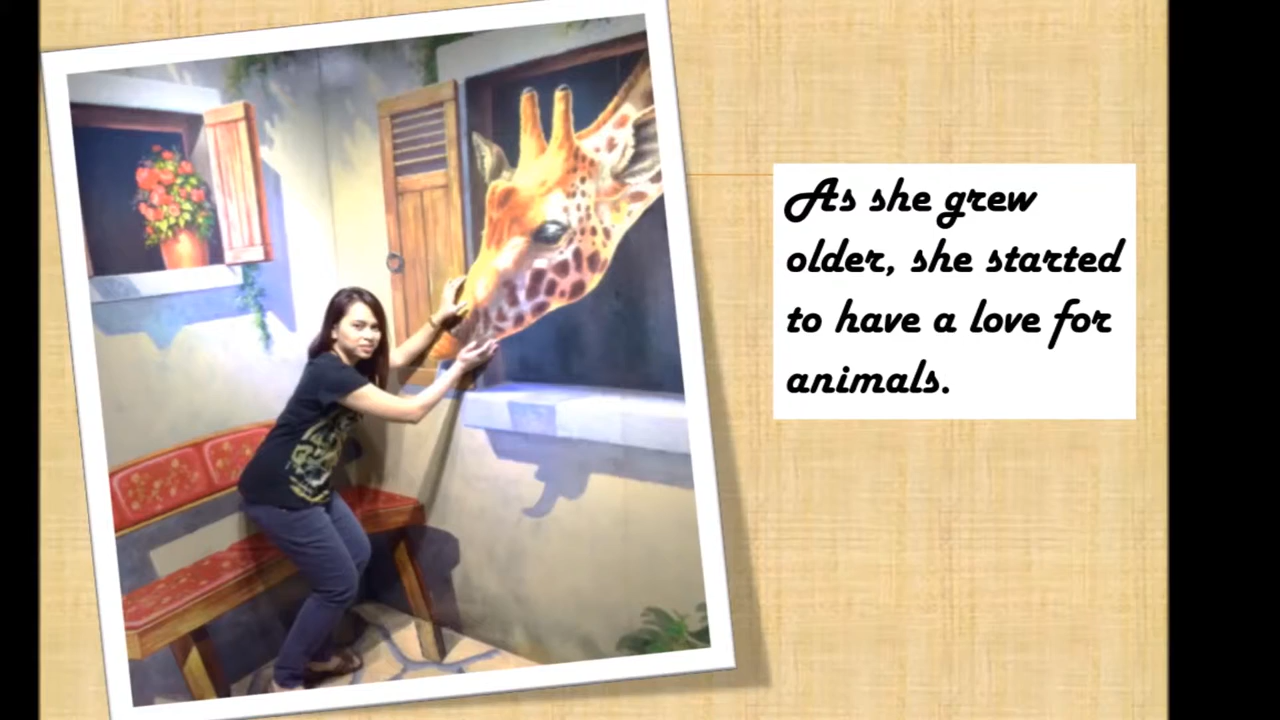 As she grew
older, she started
to have a love for
animals.